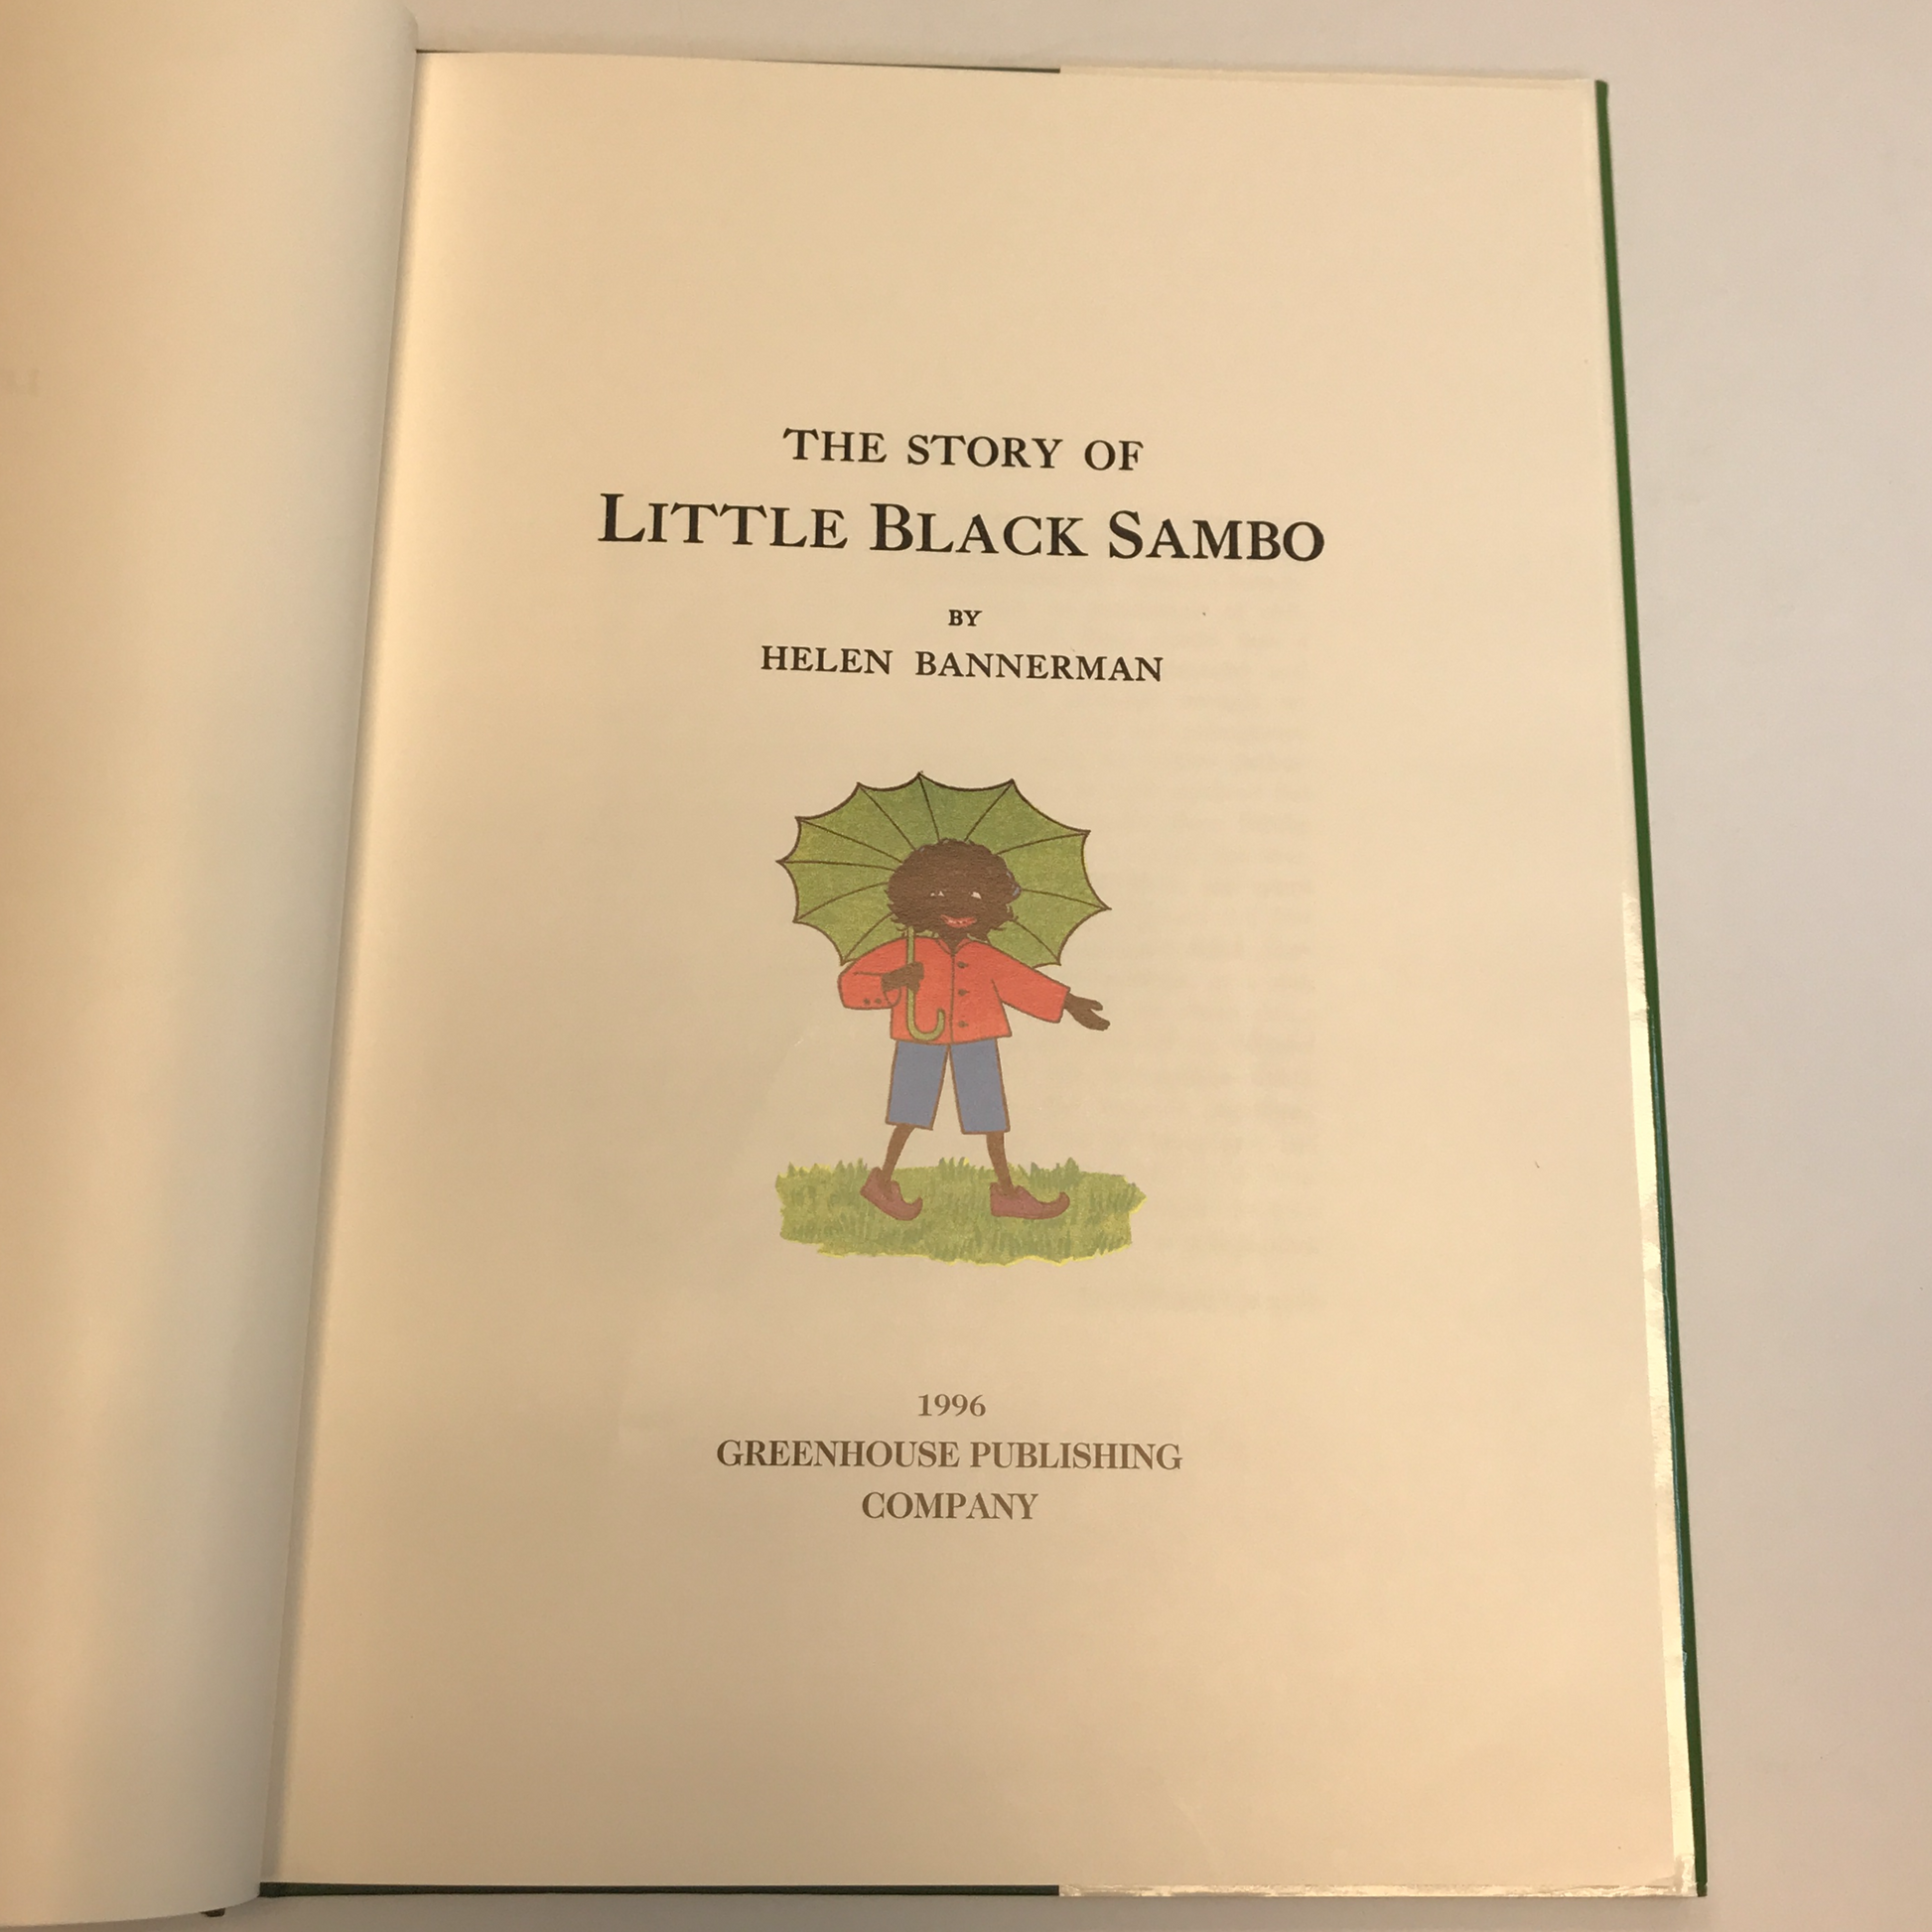 THE STORY OF
LITTLE BLACK SAMBO
BY
HELEN BANNERMAN
1996
GREENHOUSE PUBLISHING
COMPANY